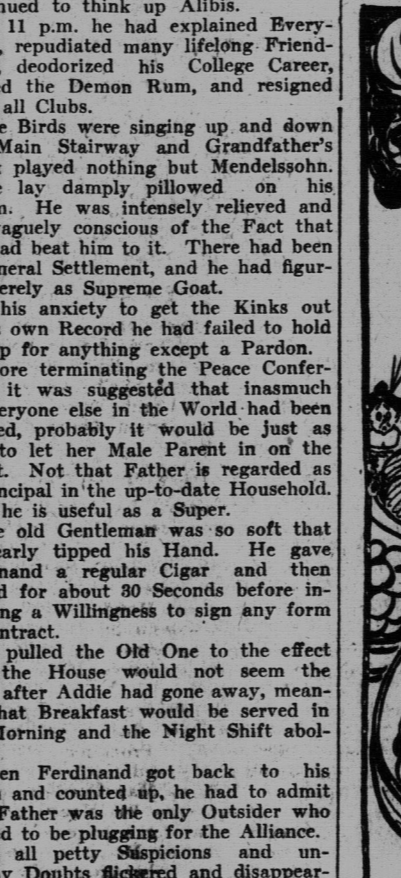 nued to think up Alibis.
11 p.m. he had explained Every-
, repudiated many lifelong Friend-
, deodorized his College Career,
d the Demon Rum, and resigned
all Clubs.
e Birds were singing up and down
Main Stairway and Grandfather's
played nothing but Mendelssohn.
e lay damply pillowed on his
n. He was intensely relieved and
aguely conscious of the Fact that
ad beat him to it. There had been
neral Settlement, and he had figur-
erely as Supreme Goat.
his anxiety to get the Kinks out
s own Record he had failed to hold
p for anything except a Pardon.
ore terminating the Peace Confer-
it was suggested that inasmuch
eryone else in the World had been
ed, probably it would be just as
to let her Male Parent in on the
t. Not that Father is regarded as
ncipal in the up-to-date Household.
he is useful as a Super.
e old Gentleman was so soft that
early tipped his Hand. He gave
nand a regular Cigar and then
d for about 30 Seconds before in-
ng a Willingness to sign any form
ntract.
pulled the Old One to the effect
the House would not seem the
after Addie had gone away, mean-
hat Breakfast would be served in
Morning and the Night Shift abol-
en Ferdinand got back to his
and counted up, he had to admit
Father was the only Outsider who
d to be plugging for the Alliance.
all petty Suspicions and un-
y Doubts flickered and disappear-